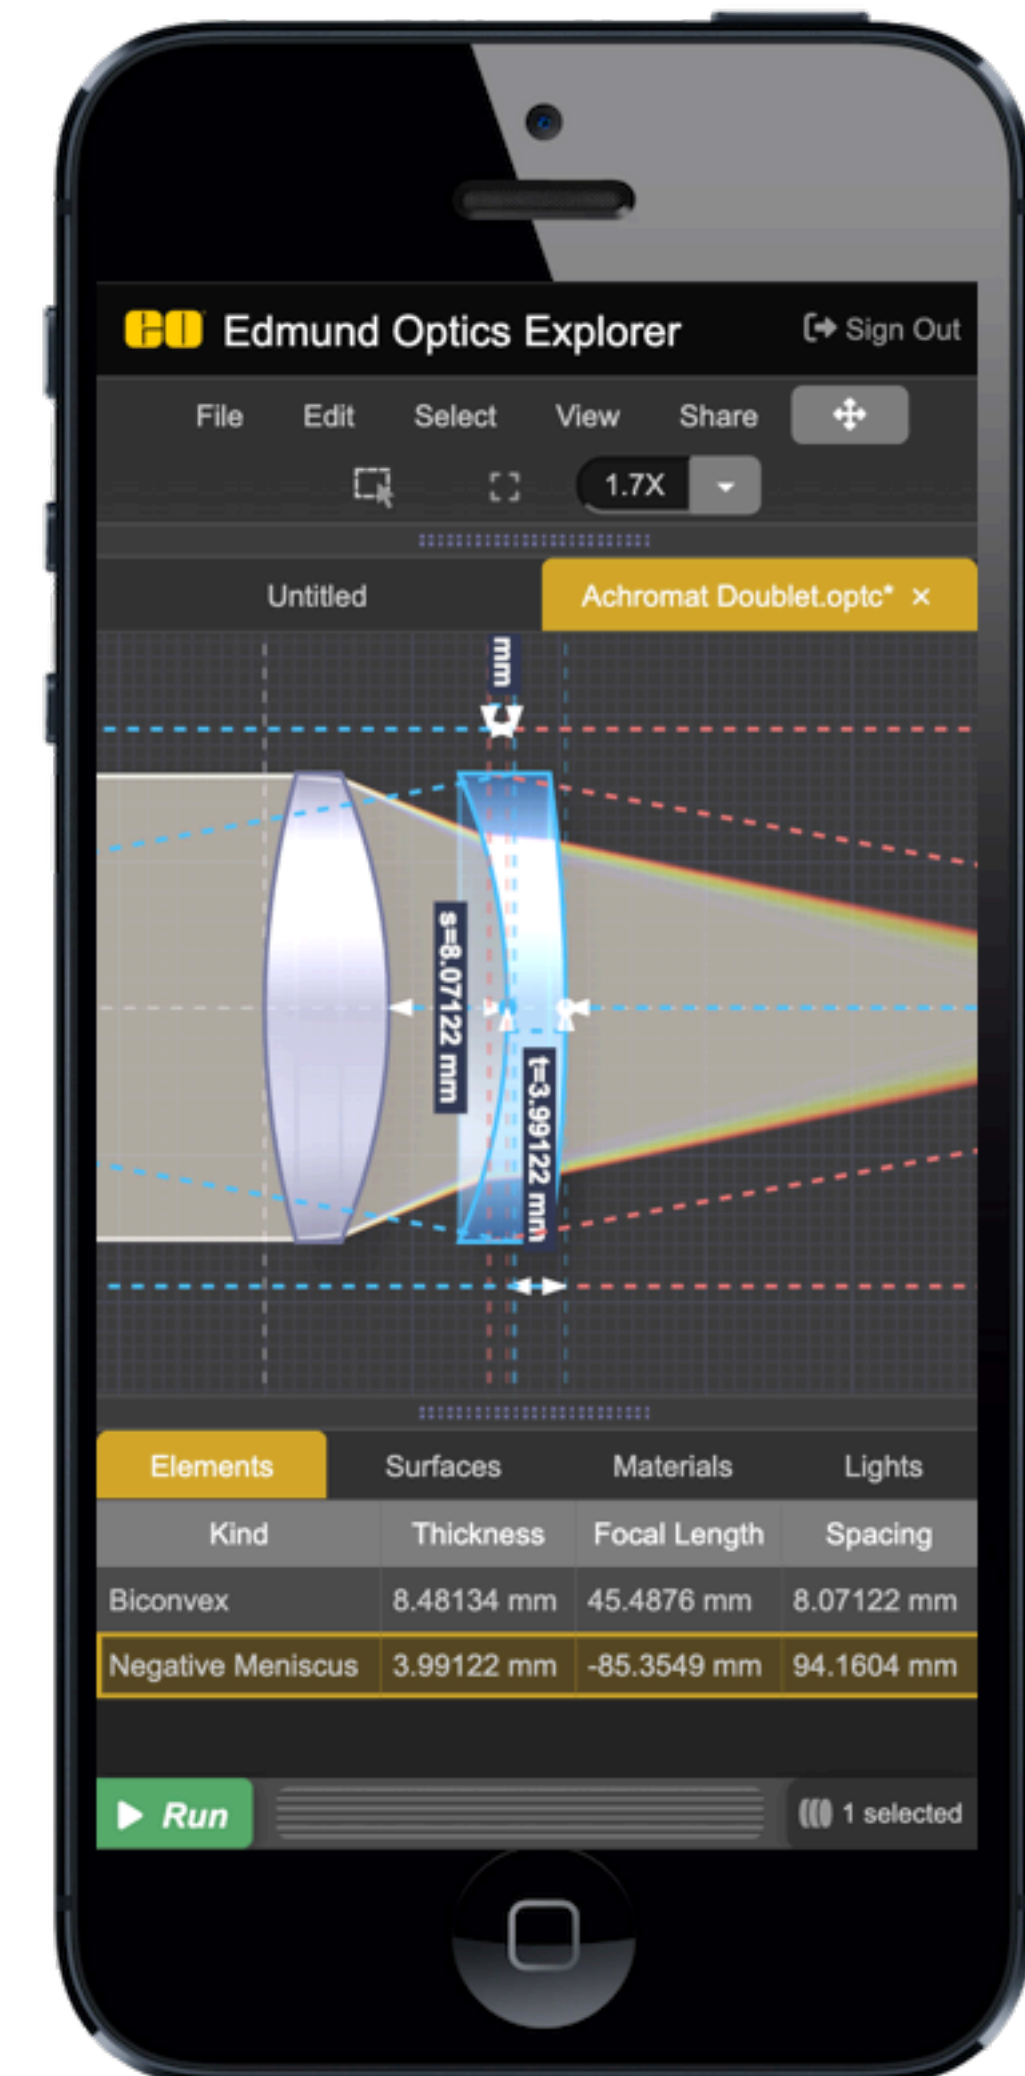 EO Edmund Optics Explorer Sign Out
File Edit Select View Share
1.7X
Untitled Achromat Doublet.optc* ×
mm
s=8.07122 mm
t=3.99122 mm
Elements Surfaces Materials Lights
Kind Thickness Focal Length Spacing
Biconvex 8.48134 mm 45.4876 mm 8.07122 mm
Negative Meniscus 3.99122 mm -85.3549 mm 94.1604 mm
Run 1 selected